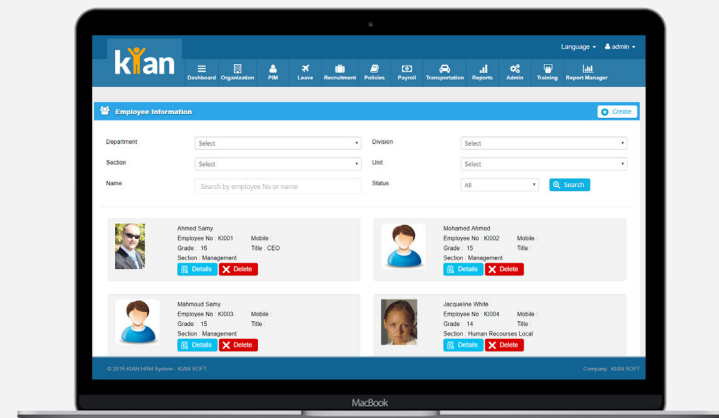 Language admin
kian
Dashboard Organization PIM Leave Recruitment Policies Payroll Transportation Reports Admin Training Report Manager
Employee Information Create
Department Select Division Select
Section Select Unit Select
Name Search by employee No or name Status All Search
Ahmed Samy
Employee No : KI001 Mobile :
Grade : 16 Title : CEO
Section : Management
Details Delete
Mohamed Ahmed
Employee No : KI002 Mobile :
Grade : 15 Title :
Section : Management
Details Delete
Mahmoud Samy
Employee No : KI003 Mobile :
Grade : 15 Title :
Section : Management
Details Delete
Jacqueline White
Employee No : KI004 Mobile :
Grade : 14 Title :
Section : Human Recourses Local
Details Delete
© 2016 KIAN HRM System - KIAN SOFT Company : KIAN SOFT
MacBook